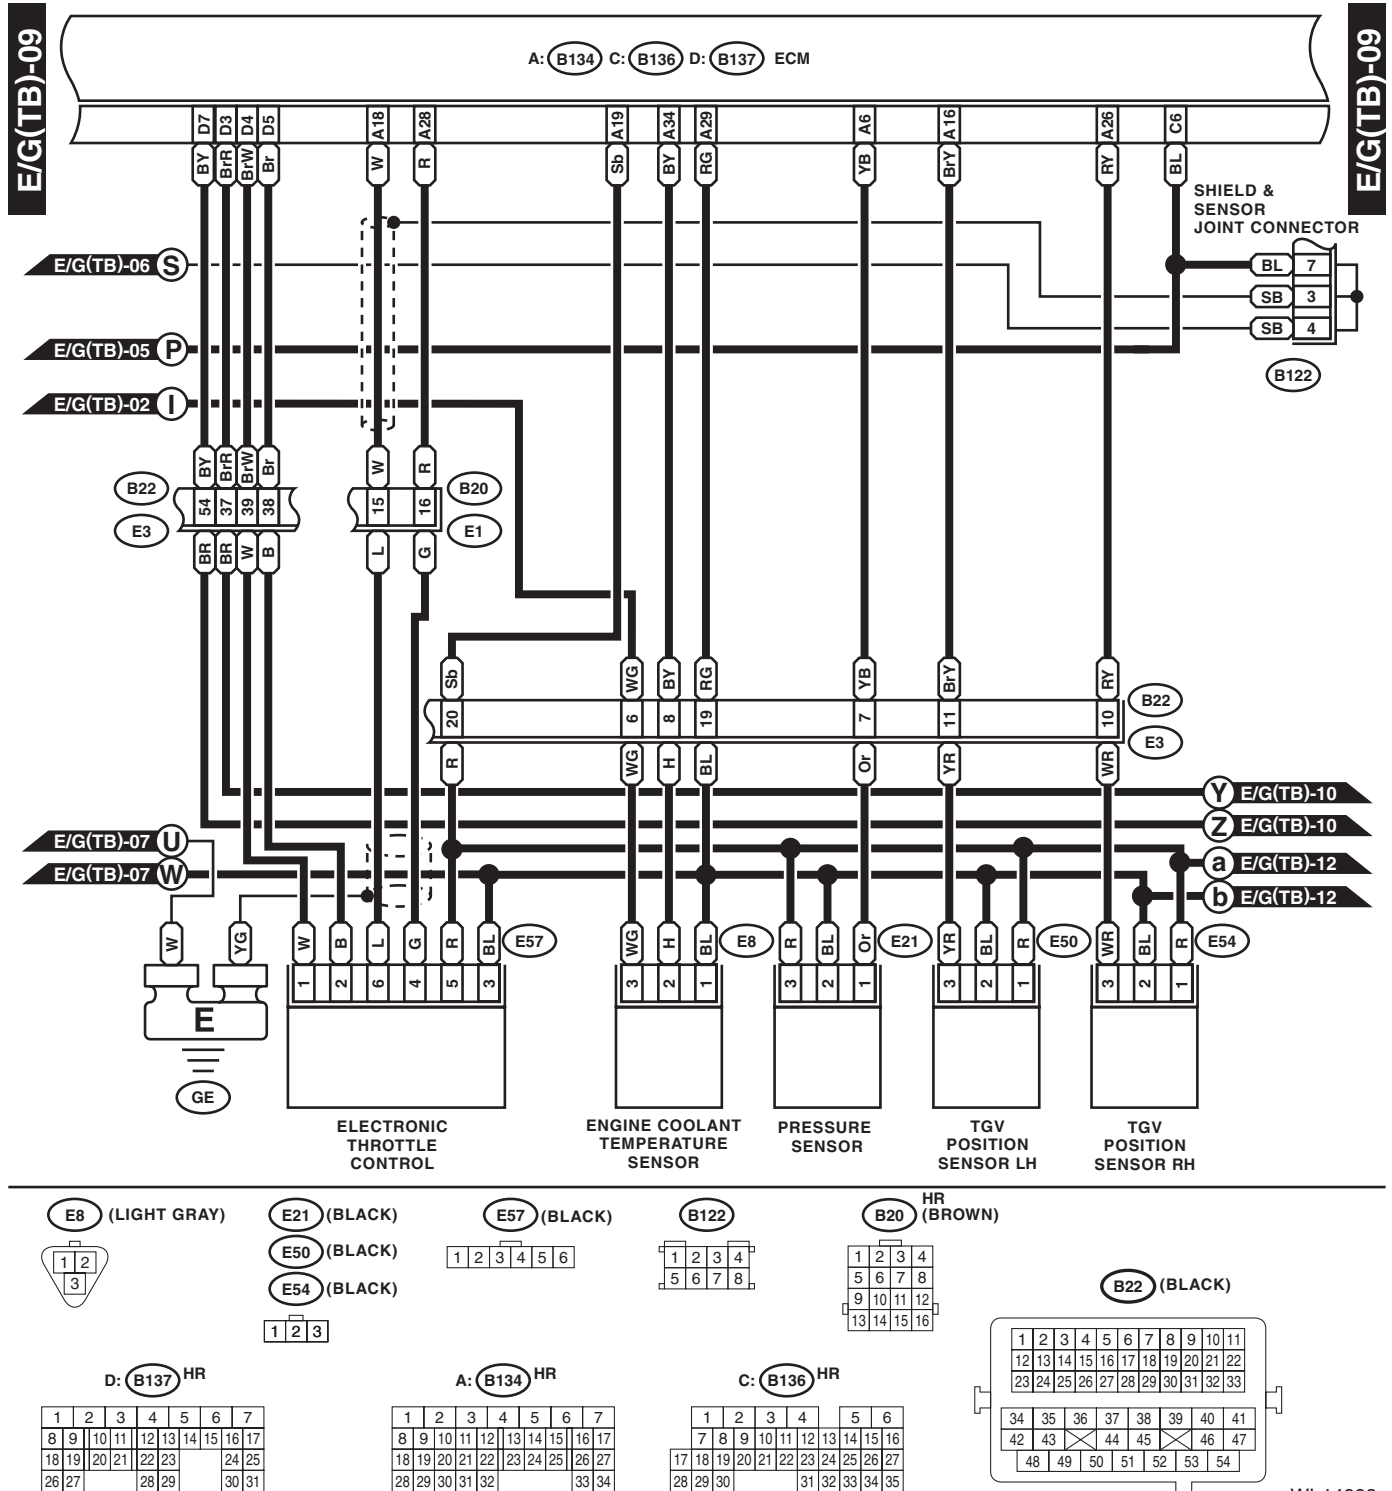 E/G(TB)-09
E/G(TB)-09
A: B134 C: B136 D: B137 ECM
D7 D3 D4 D5 A18 A28 A19 A34 A29 A6 A16 A26 C6
BY BrR BrW Br W R Sb BY RG YB BrY RY BL
SHIELD &
SENSOR
JOINT CONNECTOR
E/G(TB)-06 S
BL 7
SB 3
SB 4
E/G(TB)-05 P
B122
E/G(TB)-02 I
BY BrR BrW Br W R
B22 54 37 39 38 15 16 B20
E3 E1
BR BR W B L G
Sb WG BY RG YB BrY RY
20 6 8 19 7 11 10 B22
E3
R WG H BL Or YR WR
Y E/G(TB)-10
Z E/G(TB)-10
E/G(TB)-07 U
E/G(TB)-07 W
a E/G(TB)-12
b E/G(TB)-12
W YG W B L G R BL E57 WG H BL E8 R BL Or E21 YR BL R E50 WR BL R E54
1 2 6 4 5 3 3 2 1 3 2 1 3 2 1 3 2 1
E
GE
ELECTRONIC
THROTTLE
CONTROL
ENGINE COOLANT
TEMPERATURE
SENSOR
PRESSURE
SENSOR
TGV
POSITION
SENSOR LH
TGV
POSITION
SENSOR RH
E8 (LIGHT GRAY)
1 2
3
E21 (BLACK)
E50 (BLACK)
E54 (BLACK)
1 2 3
E57 (BLACK)
1 2 3 4 5 6
B122
1 2 3 4
5 6 7 8
B20 HR
(BROWN)
1 2 3 4
5 6 7 8
9 10 11 12
13 14 15 16
B22 (BLACK)
1 2 3 4 5 6 7 8 9 10 11
12 13 14 15 16 17 18 19 20 21 22
23 24 25 26 27 28 29 30 31 32 33
34 35 36 37 38 39 40 41
42 43 44 45 46 47
48 49 50 51 52 53 54
D: B137 HR
1 2 3 4 5 6 7
8 9 10 11 12 13 14 15 16 17
18 19 20 21 22 23 24 25
26 27 28 29 30 31
A: B134 HR
1 2 3 4 5 6 7
8 9 10 11 12 13 14 15 16 17
18 19 20 21 22 23 24 25 26 27
28 29 30 31 32 33 34
C: B136 HR
1 2 3 4 5 6
7 8 9 10 11 12 13 14 15 16
17 18 19 20 21 22 23 24 25 26 27
28 29 30 31 32 33 34 35